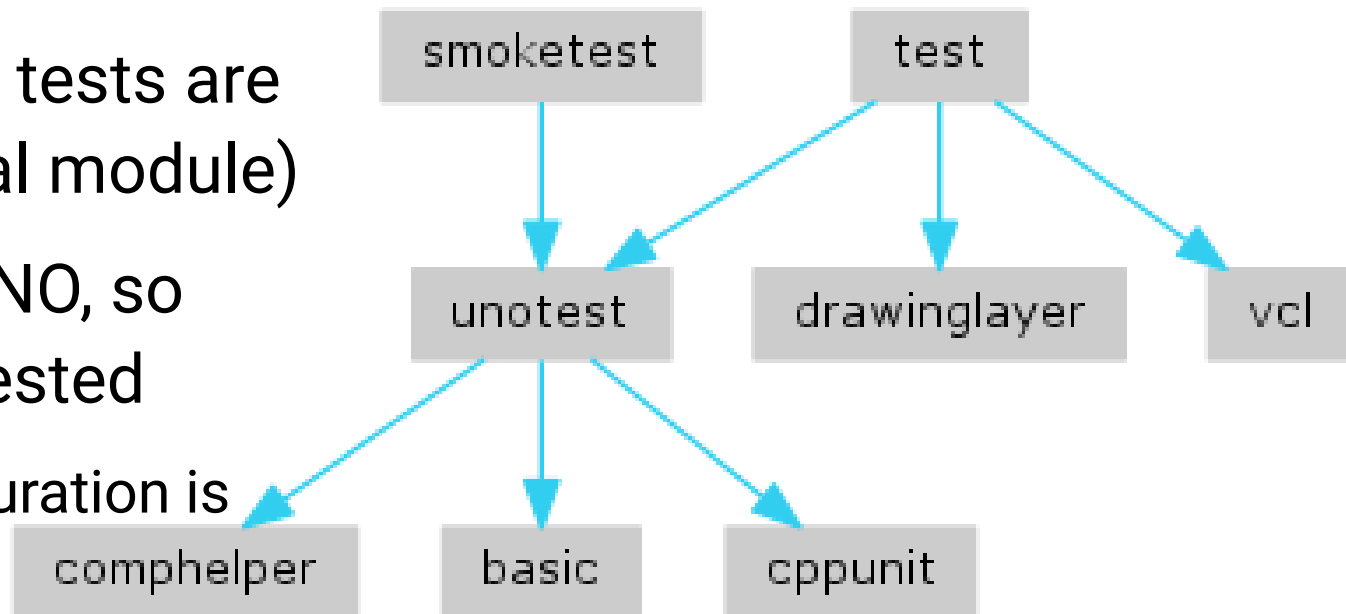 tests are
al module)
NO, so
ested
uration is
smoketest
test
unotest
drawinglayer
vcl
comphelper
basic
cppunit